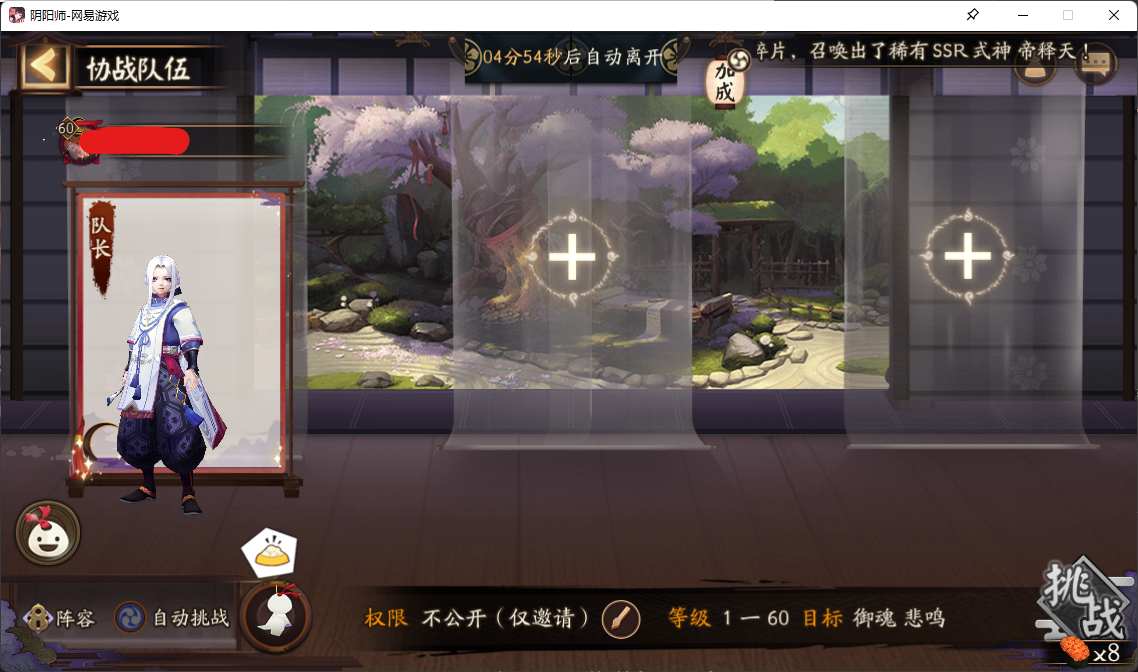 阴阳师-网易游戏
协战队伍
04分54秒后自动离开
加成
碎片，召唤出了稀有SSR式神 帝释天！
60
队长
阵容
自动挑战
权限 不公开（仅邀请） 等级 1 一 60 目标 御魂 悲鸣
挑战
x8